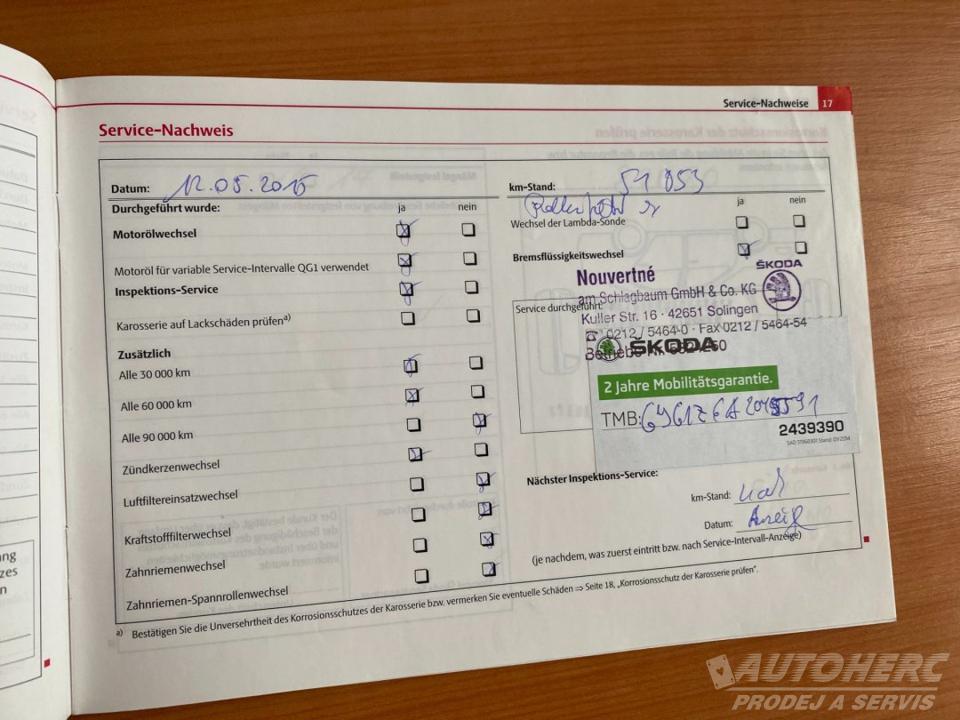 Service-Nachweise 17
Service-Nachweis
Datum: 12.05.2015
km-Stand: 51 053
Durchgeführt wurde: ja nein
ja nein
Motorölwechsel
Wechsel der Lambda-Sonde
Motoröl für variable Service-Intervalle QG1 verwendet
Bremsflüssigkeitswechsel
Inspektions-Service
Karosserie auf Lackschäden prüfen a)
Service durchgeführt:
Nouvertné
ŠKODA
am Schlagbaum GmbH & Co. KG
Kuller Str. 16 · 42651 Solingen
☎ 0212 / 5464-0 · Fax 0212 / 5464-54
ŠKODA
2 Jahre Mobilitätsgarantie.
TMB:
2439390
Zusätzlich
Alle 30 000 km
Alle 60 000 km
Alle 90 000 km
Zündkerzenwechsel
Luftfiltereinsatzwechsel
Kraftstofffilterwechsel
Zahnriemenwechsel
Zahnriemen-Spannrollenwechsel
Nächster Inspektions-Service:
km-Stand: nach
Datum: Anzeige
(je nachdem, was zuerst eintritt bzw. nach Service-Intervall-Anzeige)
a) Bestätigen Sie die Unversehrtheit des Korrosionsschutzes der Karosserie bzw. vermerken Sie eventuelle Schäden ⇒ Seite 18, „Korrosionsschutz der Karosserie prüfen“.
AUTOHERC
PRODEJ A SERVIS